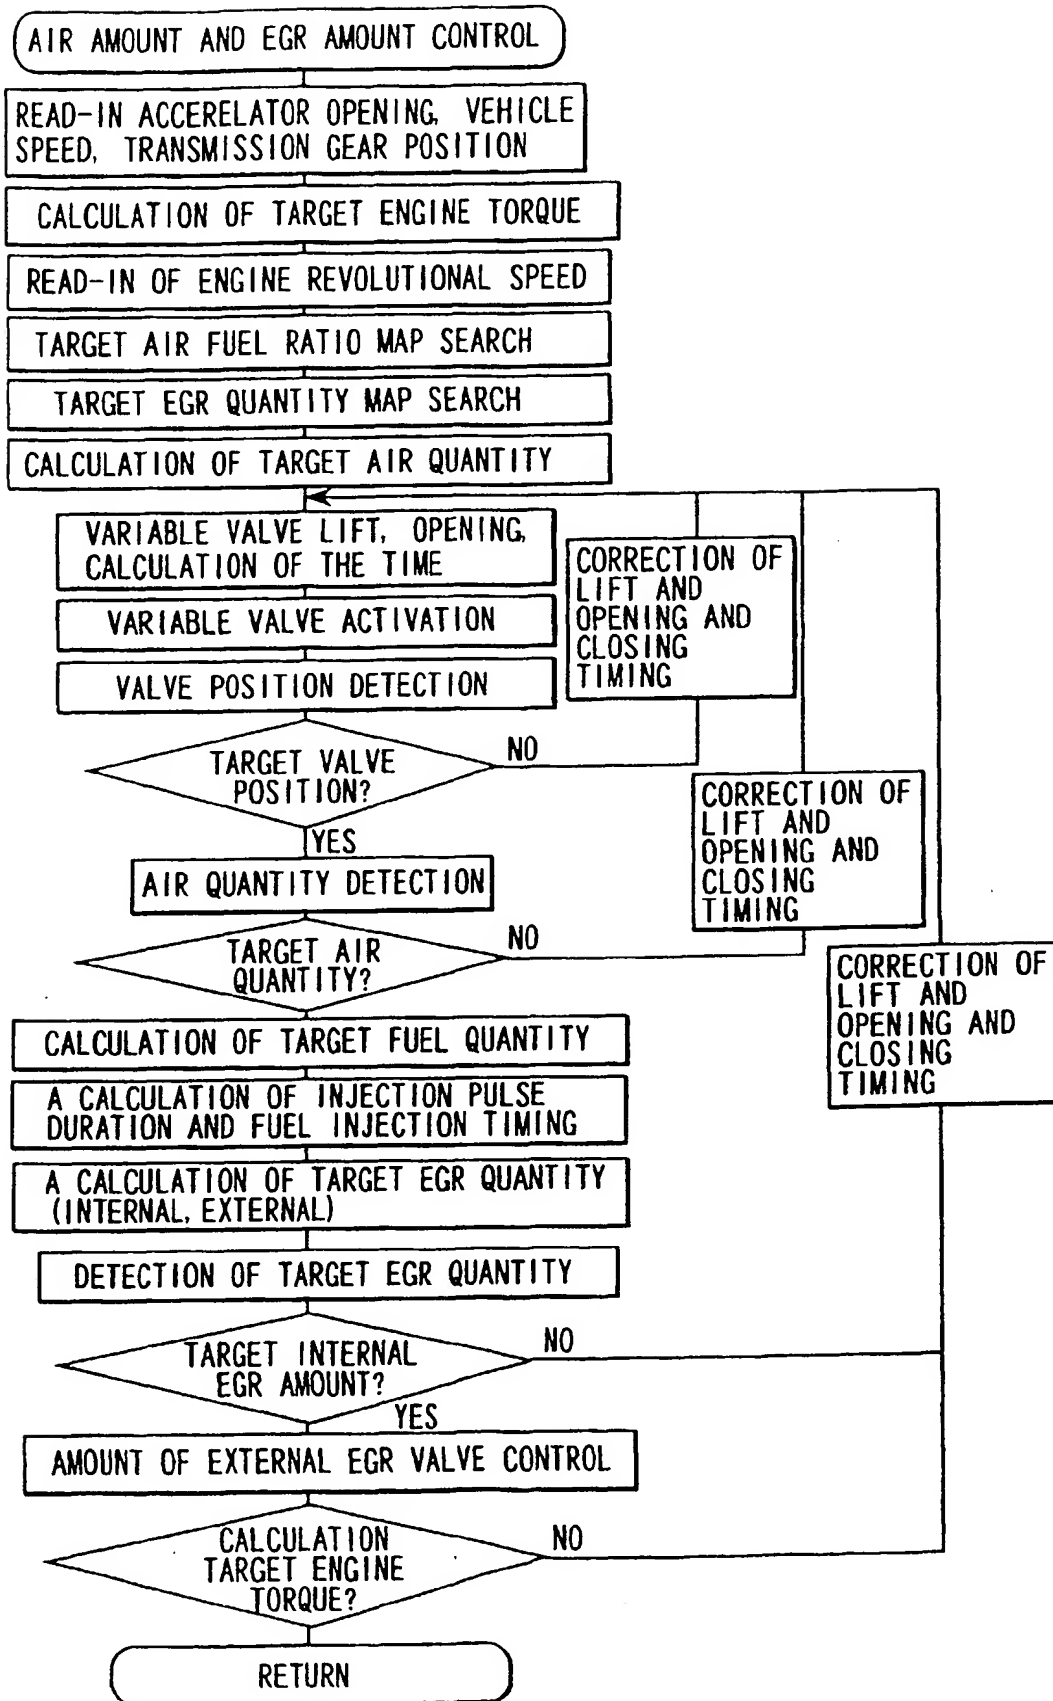 AIR AMOUNT AND EGR AMOUNT CONTROL
READ-IN ACCERELATOR OPENING, VEHICLE
SPEED, TRANSMISSION GEAR POSITION
CALCULATION OF TARGET ENGINE TORQUE
READ-IN OF ENGINE REVOLUTIONAL SPEED
TARGET AIR FUEL RATIO MAP SEARCH
TARGET EGR QUANTITY MAP SEARCH
CALCULATION OF TARGET AIR QUANTITY
VARIABLE VALVE LIFT, OPENING,
CALCULATION OF THE TIME
VARIABLE VALVE ACTIVATION
VALVE POSITION DETECTION
CORRECTION OF
LIFT AND
OPENING AND
CLOSING
TIMING
TARGET VALVE
POSITION?
NO
YES
CORRECTION OF
LIFT AND
OPENING AND
CLOSING
TIMING
AIR QUANTITY DETECTION
TARGET AIR
QUANTITY?
NO
CORRECTION OF
LIFT AND
OPENING AND
CLOSING
TIMING
CALCULATION OF TARGET FUEL QUANTITY
A CALCULATION OF INJECTION PULSE
DURATION AND FUEL INJECTION TIMING
A CALCULATION OF TARGET EGR QUANTITY
(INTERNAL, EXTERNAL)
DETECTION OF TARGET EGR QUANTITY
TARGET INTERNAL
EGR AMOUNT?
NO
YES
AMOUNT OF EXTERNAL EGR VALVE CONTROL
CALCULATION
TARGET ENGINE
TORQUE?
NO
RETURN